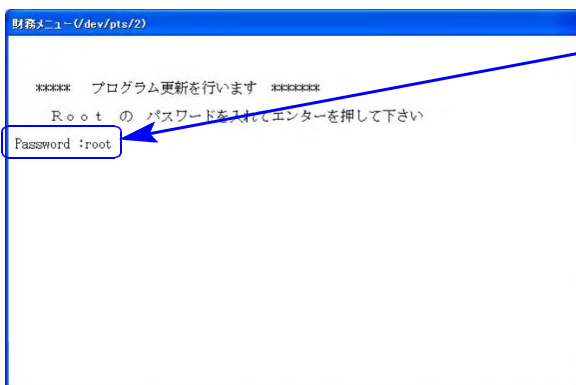 財務メニュー(/dev/pts/2)
***** プログラム更新を行います *******
Ｒｏｏｔ の パスワードを入れてエンターを押して下さい
Password :root